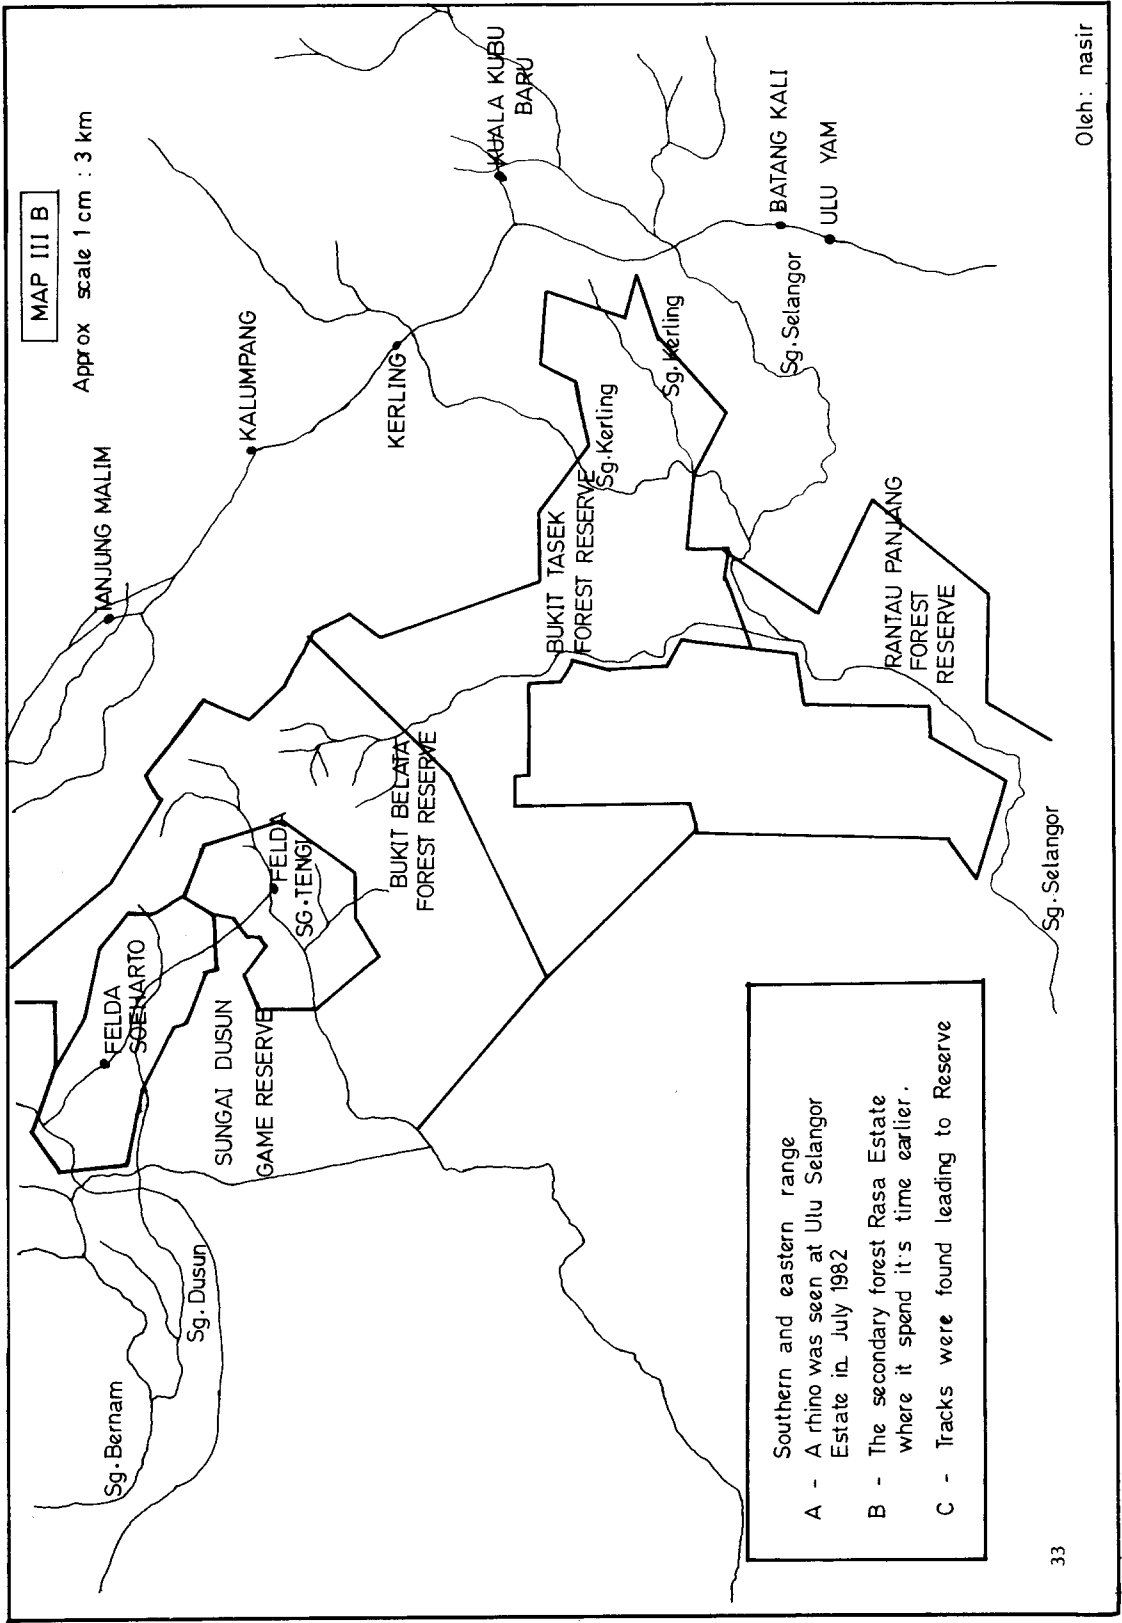 MAP III B
Approx scale 1 cm : 3 km
TANJUNG MALIM
KALUMPANG
KERLING
KUALA KUBU
BARU
BATANG KALI
ULU YAM
Sg. Selangor
Sg. Kerling
Sg. Kerling
BUKIT TASEK
FOREST RESERVE
RANTAU PANJANG
FOREST
RESERVE
BUKIT BELATA
FOREST RESERVE
FELDA
SG. TENGI
FELDA
SOEHARTO
SUNGAI DUSUN
GAME RESERVE
Sg. Dusun
Sg. Bernam
Sg. Selangor
Southern and eastern range
A - A rhino was seen at Ulu Selangor
Estate in July 1982
B - The secondary forest Rasa Estate
where it spend it's time earlier.
C - Tracks were found leading to Reserve
Oleh: nasir
33